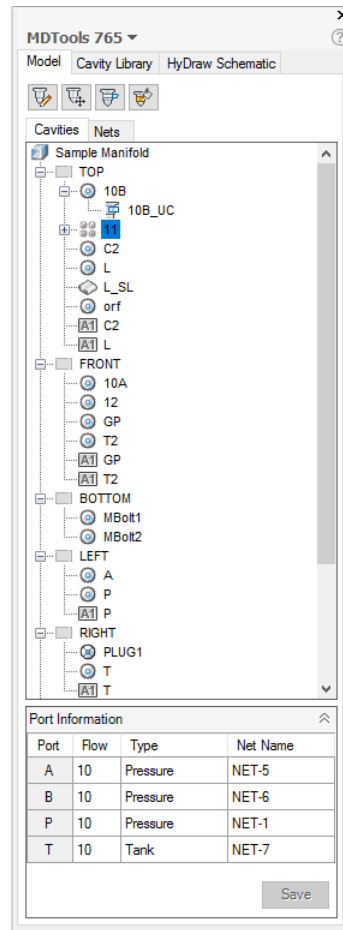 MDTools 765
Model Cavity Library HyDraw Schematic
Cavities Nets
Sample Manifold
TOP
10B
10B_UC
11
C2
L
L_SL
orf
A1 C2
A1 L
FRONT
10A
12
GP
T2
A1 GP
A1 T2
BOTTOM
MBolt1
MBolt2
LEFT
A
P
A1 P
RIGHT
PLUG1
T
A1 T
Port Information
Port Flow Type Net Name
A 10 Pressure NET-5
B 10 Pressure NET-6
P 10 Pressure NET-1
T 10 Tank NET-7
Save